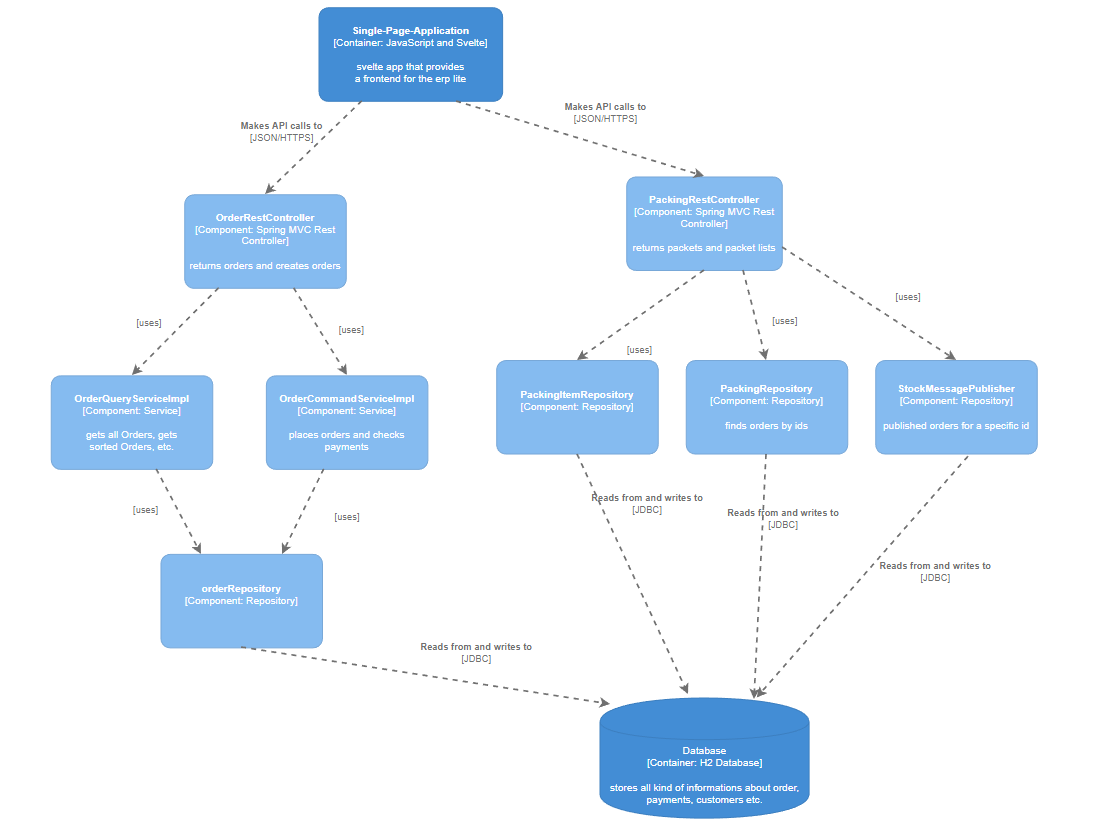 Single-Page-Application
[Container: JavaScript and Svelte]
svelte app that provides
a frontend for the erp lite
Makes API calls to
[JSON/HTTPS]
Makes API calls to
[JSON/HTTPS]
OrderRestController
[Component: Spring MVC Rest
Controller]
returns orders and creates orders
PackingRestController
[Component: Spring MVC Rest
Controller]
returns packets and packet lists
[uses]
[uses]
[uses]
[uses]
[uses]
OrderQueryServiceImpl
[Component: Service]
gets all Orders, gets
sorted Orders, etc.
OrderCommandServiceImpl
[Component: Service]
places orders and checks
payments
PackingItemRepository
[Component: Repository]
PackingRepository
[Component: Repository]
finds orders by ids
StockMessagePublisher
[Component: Repository]
published orders for a specific id
[uses]
[uses]
Reads from and writes to
[JDBC]
Reads from and writes to
[JDBC]
Reads from and writes to
[JDBC]
orderRepository
[Component: Repository]
Reads from and writes to
[JDBC]
Database
[Container: H2 Database]
stores all kind of informations about order,
payments, customers etc.